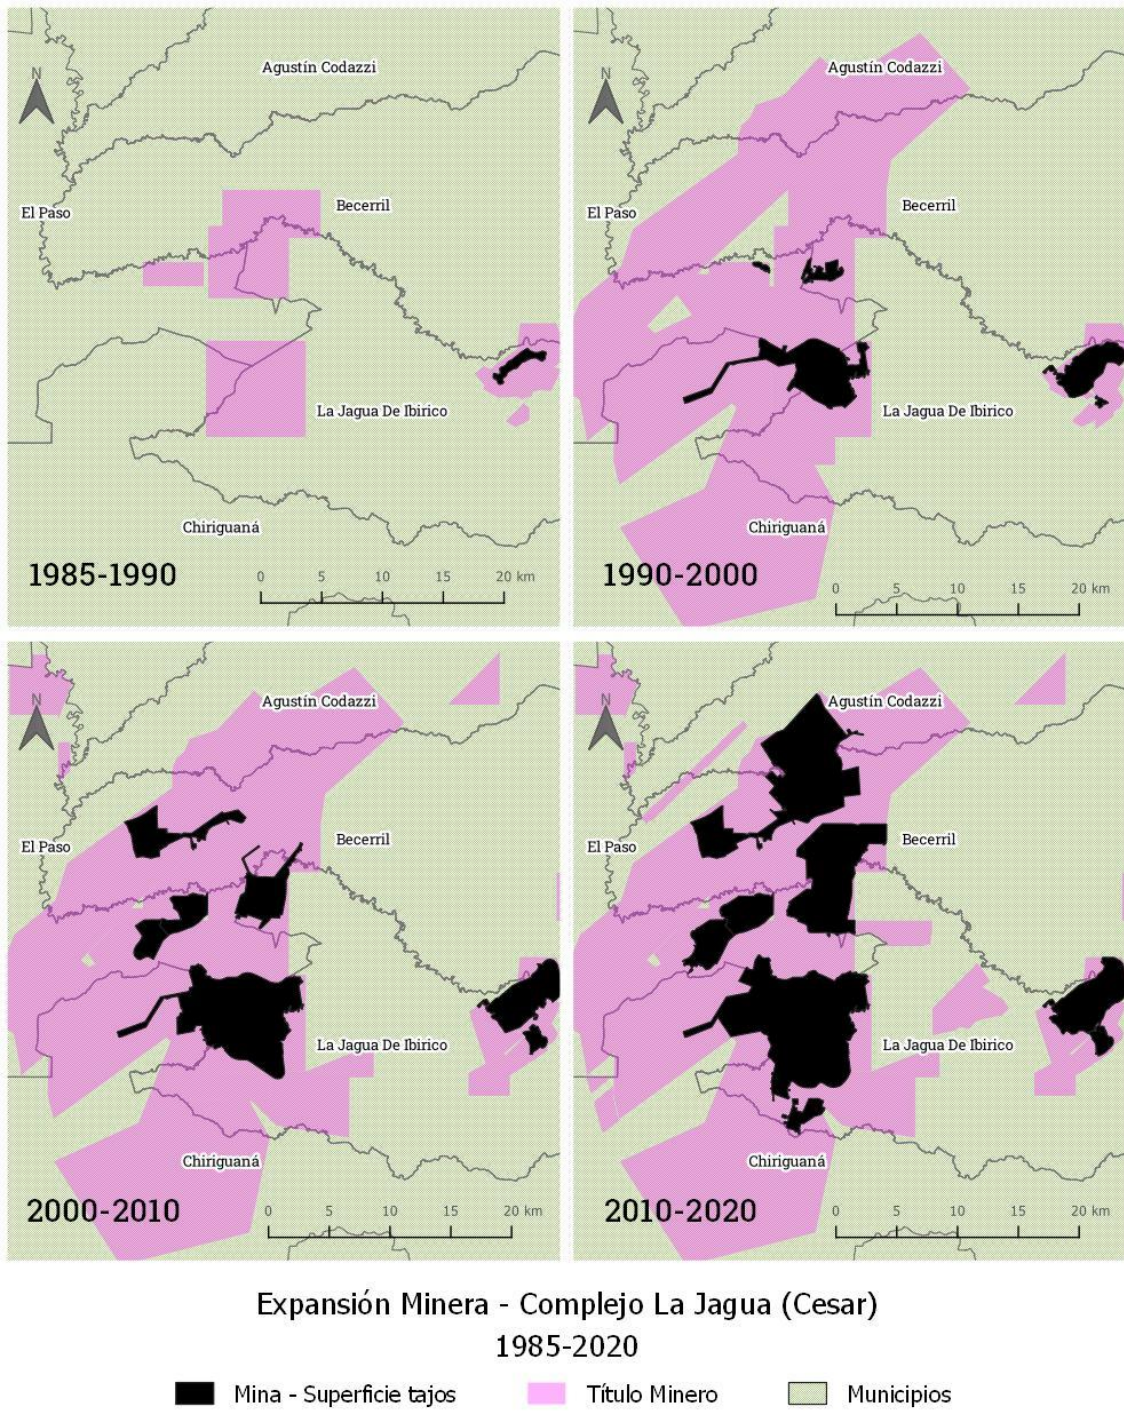 N
Agustín Codazzi
El Paso
Becerril
La Jagua De Ibirico
Chiriguaná
1985-1990
0 5 10 15 20 km
N
Agustín Codazzi
El Paso
Becerril
La Jagua De Ibirico
Chiriguaná
1990-2000
0 5 10 15 20 km
N
Agustín Codazzi
El Paso
Becerril
La Jagua De Ibirico
Chiriguaná
2000-2010
0 5 10 15 20 km
N
Agustín Codazzi
El Paso
Becerril
La Jagua De Ibirico
Chiriguaná
2010-2020
0 5 10 15 20 km
Expansión Minera - Complejo La Jagua (Cesar)
1985-2020
Mina - Superficie tajos
Título Minero
Municipios